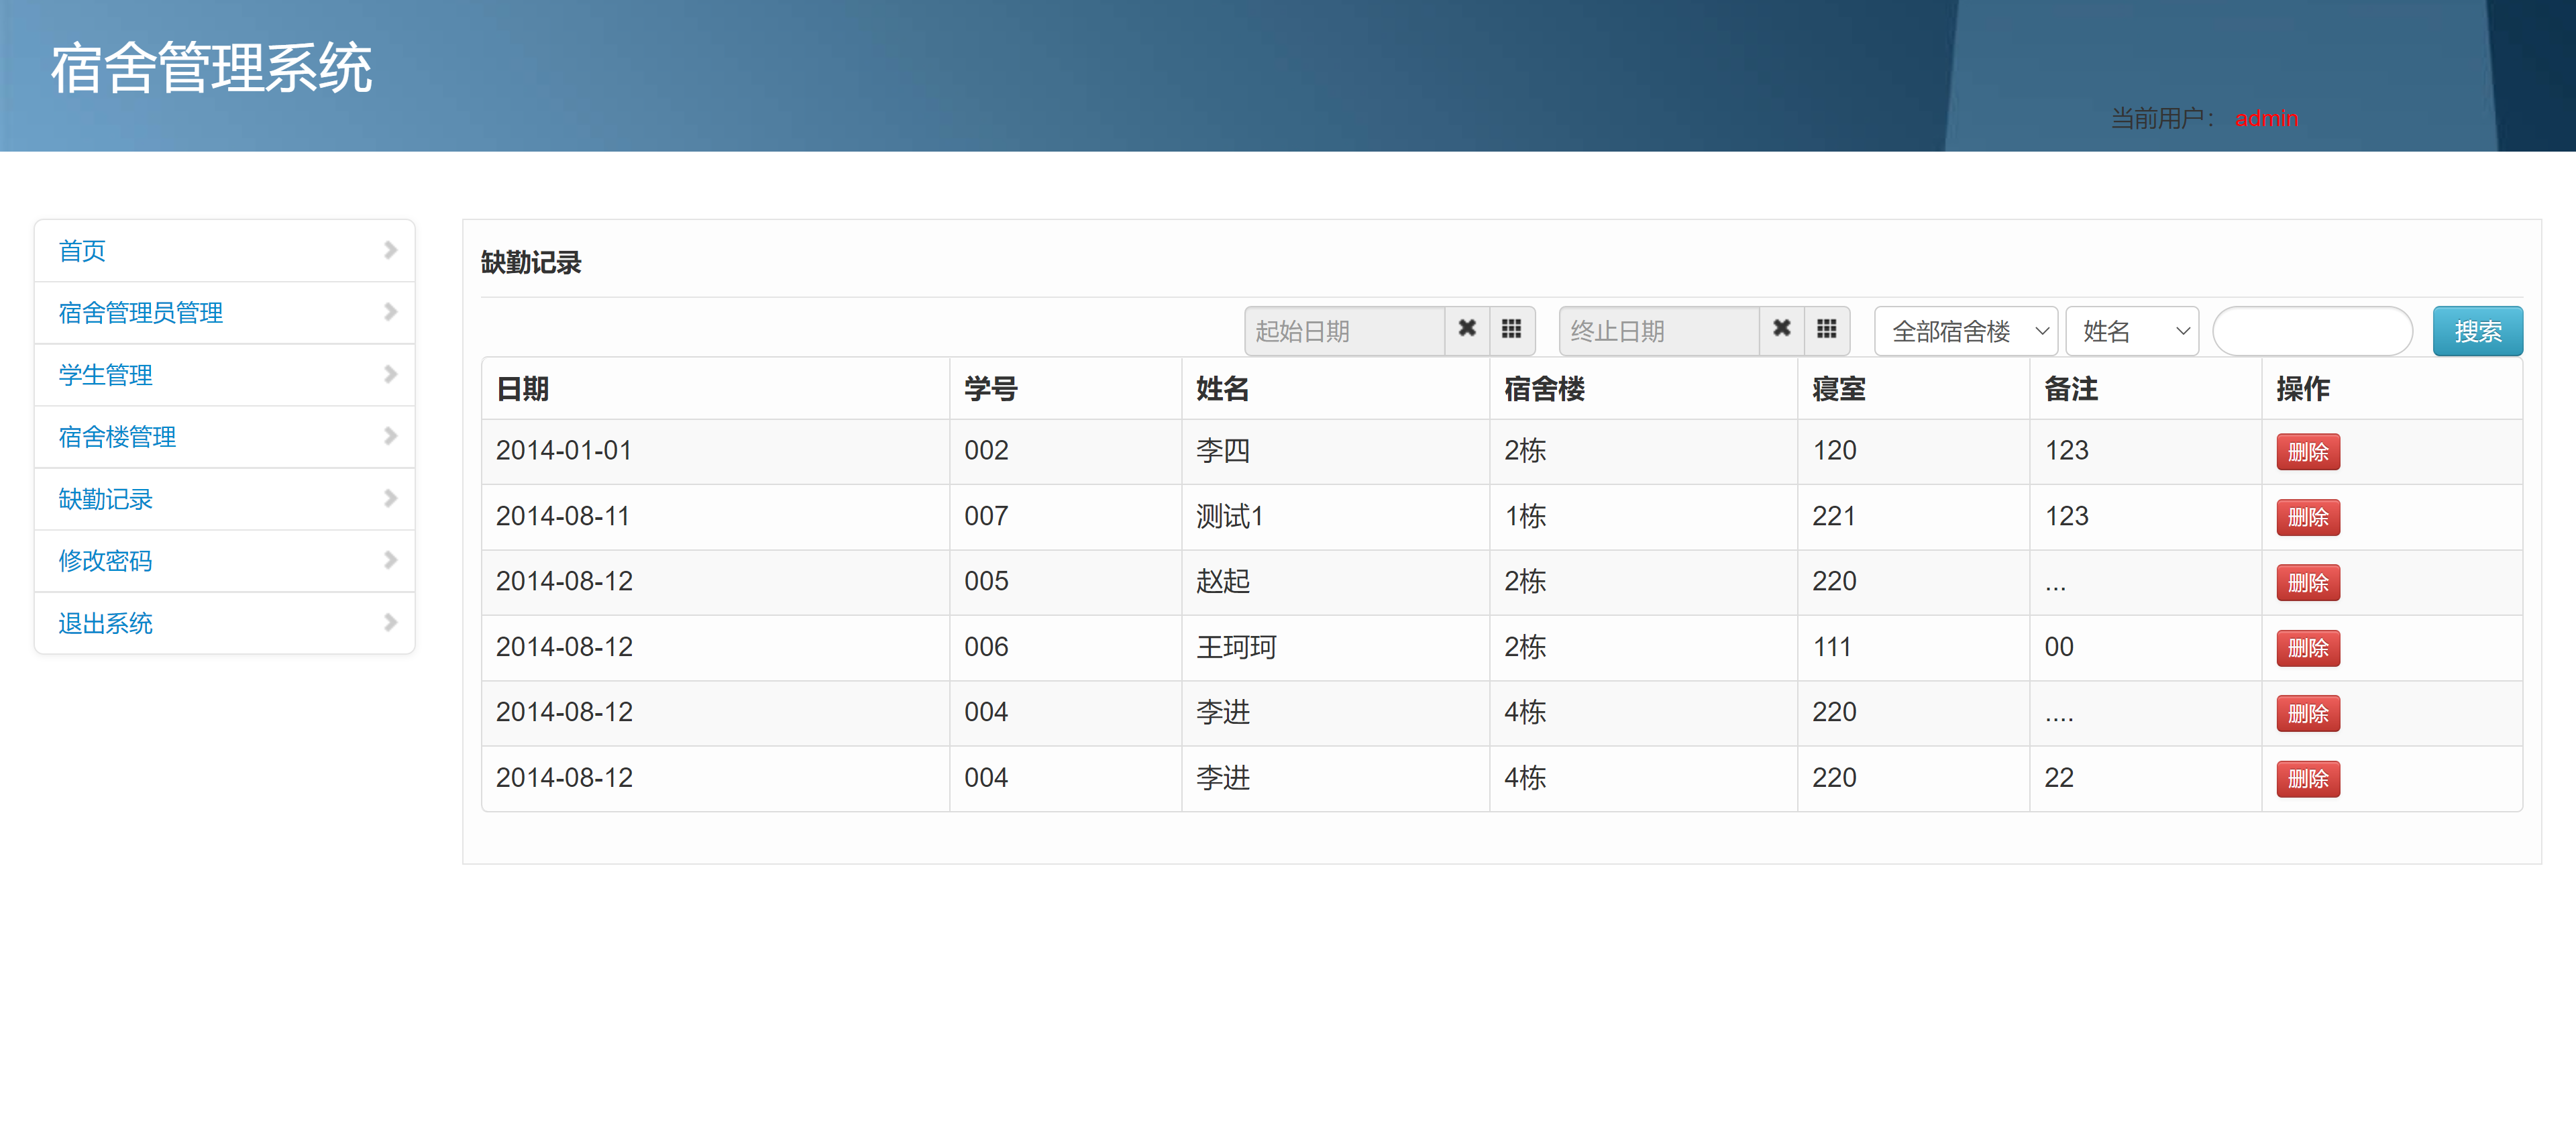 宿舍管理系统
当前用户： admin
首页
宿舍管理员管理
学生管理
宿舍楼管理
缺勤记录
修改密码
退出系统
缺勤记录
起始日期 终止日期 全部宿舍楼 姓名 搜索
日期 学号 姓名 宿舍楼 寝室 备注 操作
2014-01-01 002 李四 2栋 120 123 删除
2014-08-11 007 测试1 1栋 221 123 删除
2014-08-12 005 赵起 2栋 220 ... 删除
2014-08-12 006 王珂珂 2栋 111 00 删除
2014-08-12 004 李进 4栋 220 .... 删除
2014-08-12 004 李进 4栋 220 22 删除